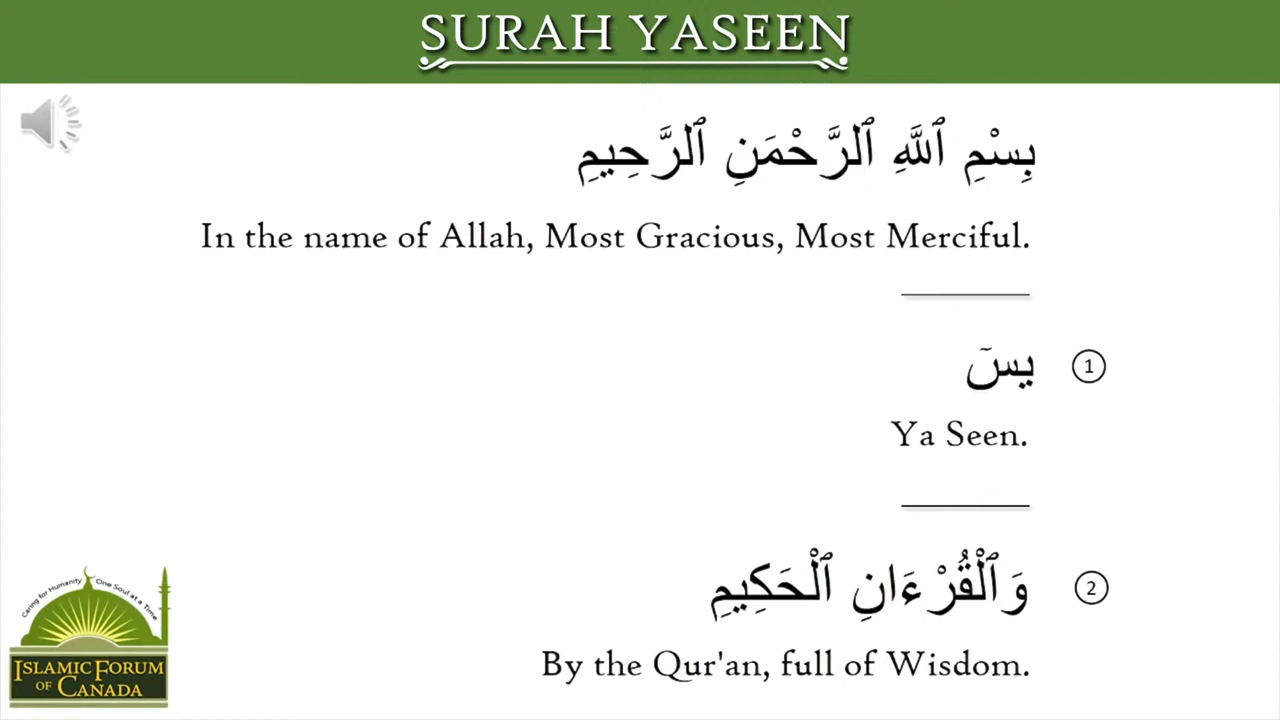 SURAH YASEEN
بِسْمِ ٱللَّهِ ٱلرَّحْمَنِ ٱلرَّحِيمِ
In the name of Allah, Most Gracious, Most Merciful.
يسٓ ①
Ya Seen.
وَٱلْقُرْءَانِ ٱلْحَكِيمِ ②
By the Qur'an, full of Wisdom.
Caring for Humanity One Soul at a Time
ISLAMIC FORUM
OF CANADA